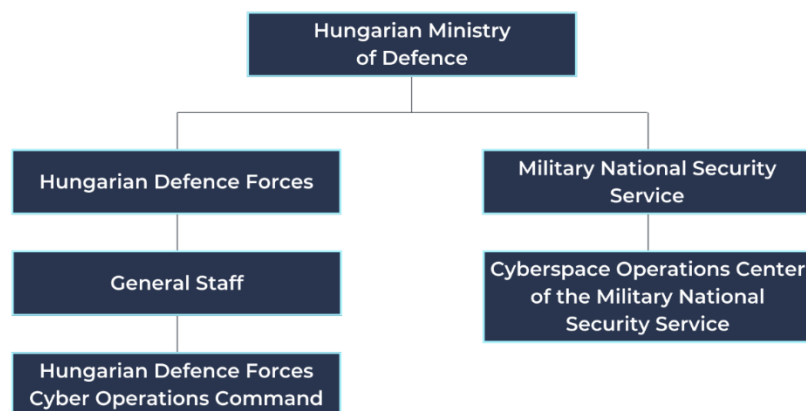 Hungarian Ministry
of Defence
Hungarian Defence Forces
General Staff
Hungarian Defence Forces
Cyber Operations Command
Military National Security
Service
Cyberspace Operations Center
of the Military National
Security Service